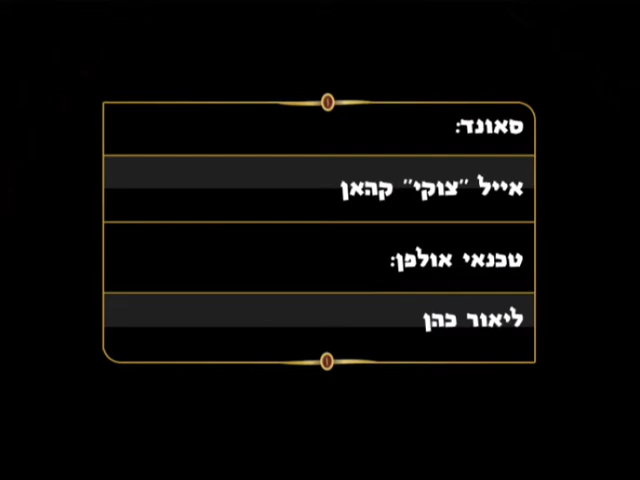 סאונד:
אייל "צוקי" קהאן
טכנאי אולפן:
ליאור כהן